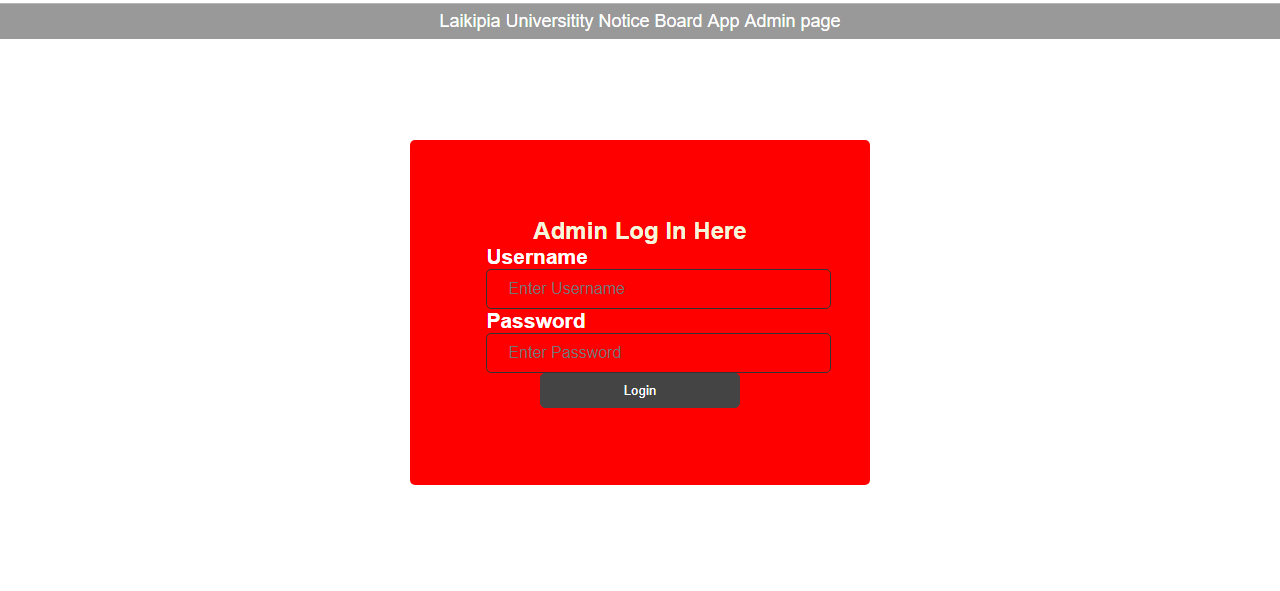 Laikipia Universitity Notice Board App Admin page
Admin Log In Here
Username
Enter Username
Password
Enter Password
Login